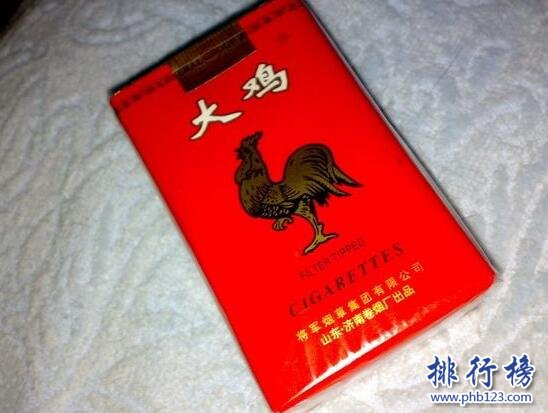 大鸡
FILTER TIPPED
CIGARETTES
将军烟草集团有限公司
山东·济南卷烟厂出品
排行榜
www.phb123.com